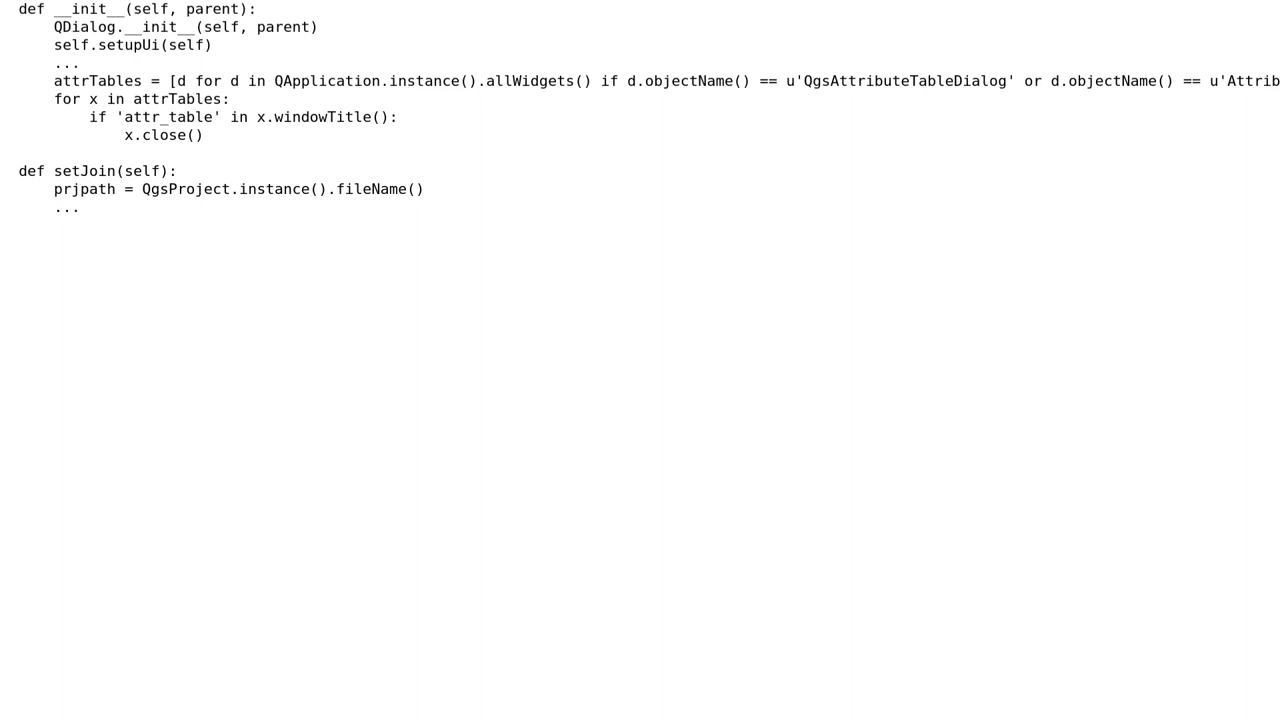 def __init__(self, parent):
    QDialog.__init__(self, parent)
    self.setupUi(self)
    ...
    attrTables = [d for d in QApplication.instance().allWidgets() if d.objectName() == u'QgsAttributeTableDialog' or d.objectName() == u'Attrib
    for x in attrTables:
        if 'attr_table' in x.windowTitle():
            x.close()

def setJoin(self):
    prjpath = QgsProject.instance().fileName()
    ...